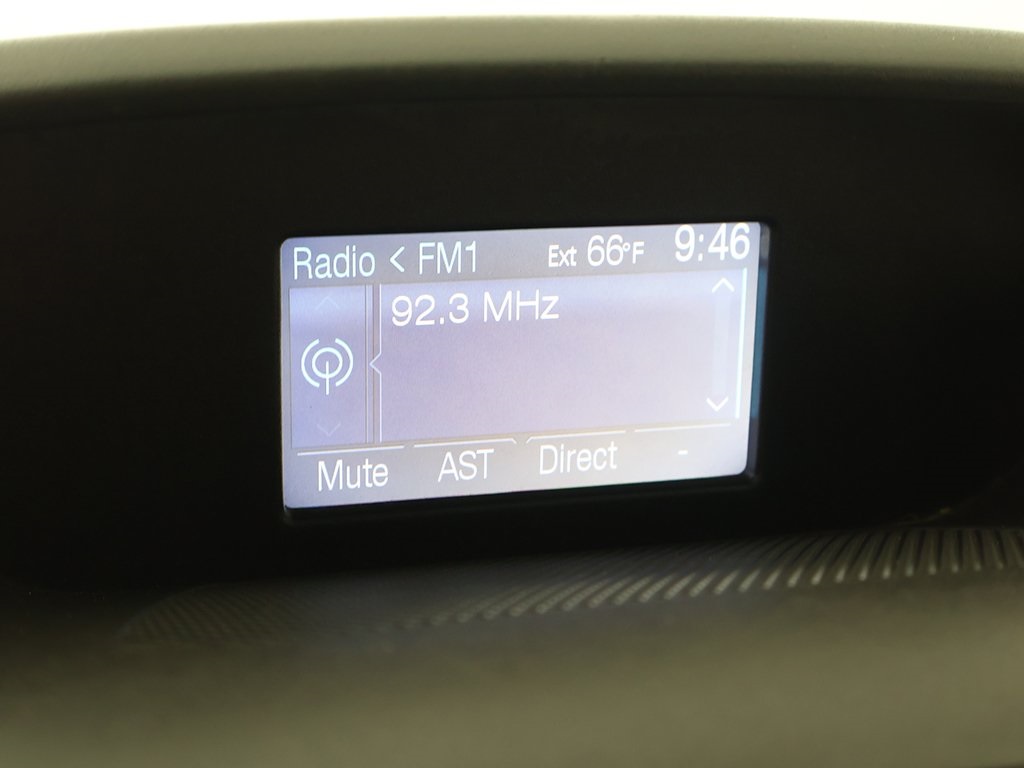 Radio < FM1 Ext 66°F 9:46
92.3 MHz
Mute AST Direct -